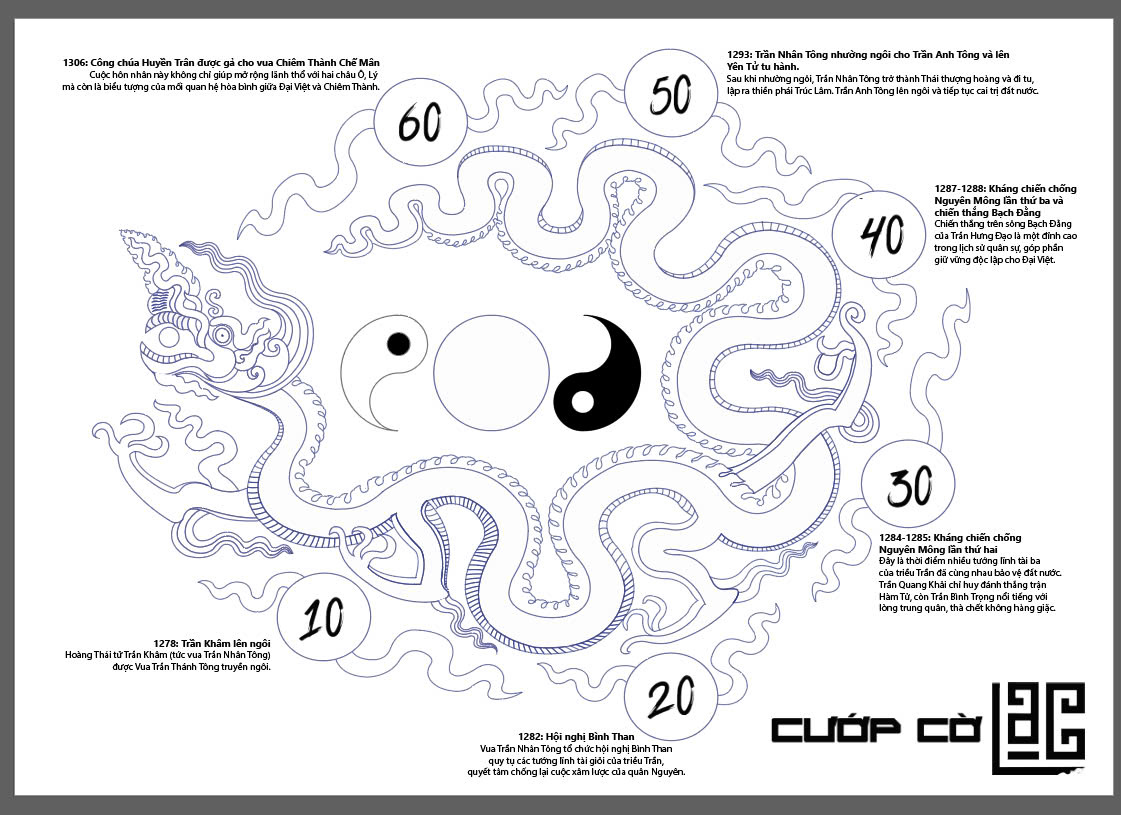 1306: Công chúa Huyền Trân được gả cho vua Chiêm Thành Chế Mân
Cuộc hôn nhân này không chỉ giúp mở rộng lãnh thổ với hai châu Ô, Lý
mà còn là biểu tượng của mối quan hệ hòa bình giữa Đại Việt và Chiêm Thành.
60
50
1293: Trần Nhân Tông nhường ngôi cho Trần Anh Tông và lên
Yên Tử tu hành.
Sau khi nhường ngôi, Trần Nhân Tông trở thành Thái thượng hoàng và đi tu,
lập ra thiền phái Trúc Lâm. Trần Anh Tông lên ngôi và tiếp tục cai trị đất nước.
40
1287-1288: Kháng chiến chống
Nguyên Mông lần thứ ba và
chiến thắng Bạch Đằng
Chiến thắng trên sông Bạch Đằng
của Trần Hưng Đạo là một đỉnh cao
trong lịch sử quân sự, góp phần
giữ vững độc lập cho Đại Việt.
30
1284-1285: Kháng chiến chống
Nguyên Mông lần thứ hai
Đây là thời điểm nhiều tướng lĩnh tài ba
của triều Trần đã cùng nhau bảo vệ đất nước.
Trần Quang Khải chỉ huy đánh thắng trận
Hàm Tử, còn Trần Bình Trọng nổi tiếng với
lòng trung quân, thà chết không hàng giặc.
10
1278: Trần Khâm lên ngôi
Hoàng Thái tử Trần Khâm (tức vua Trần Nhân Tông)
được Vua Trần Thánh Tông truyền ngôi.
20
1282: Hội nghị Bình Than
Vua Trần Nhân Tông tổ chức hội nghị Bình Than
quy tụ các tướng lĩnh tài giỏi của triều Trần,
quyết tâm chống lại cuộc xâm lược của quân Nguyên.
CƯỚP CỜ
LẠC